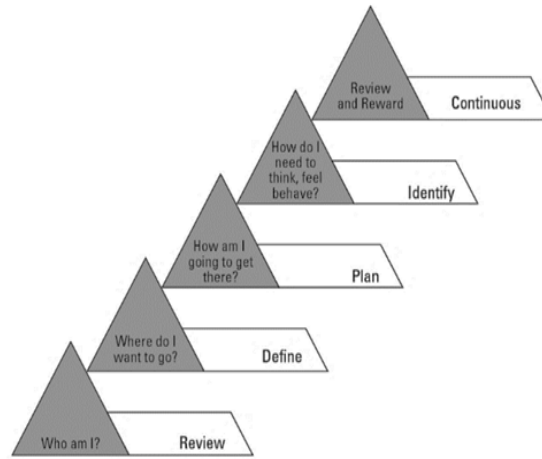 Review
and Reward
Continuous
How do I
need to
think, feel
behave?
Identify
How am I
going to get
there?
Plan
Where do I
want to go?
Define
Who am I?
Review